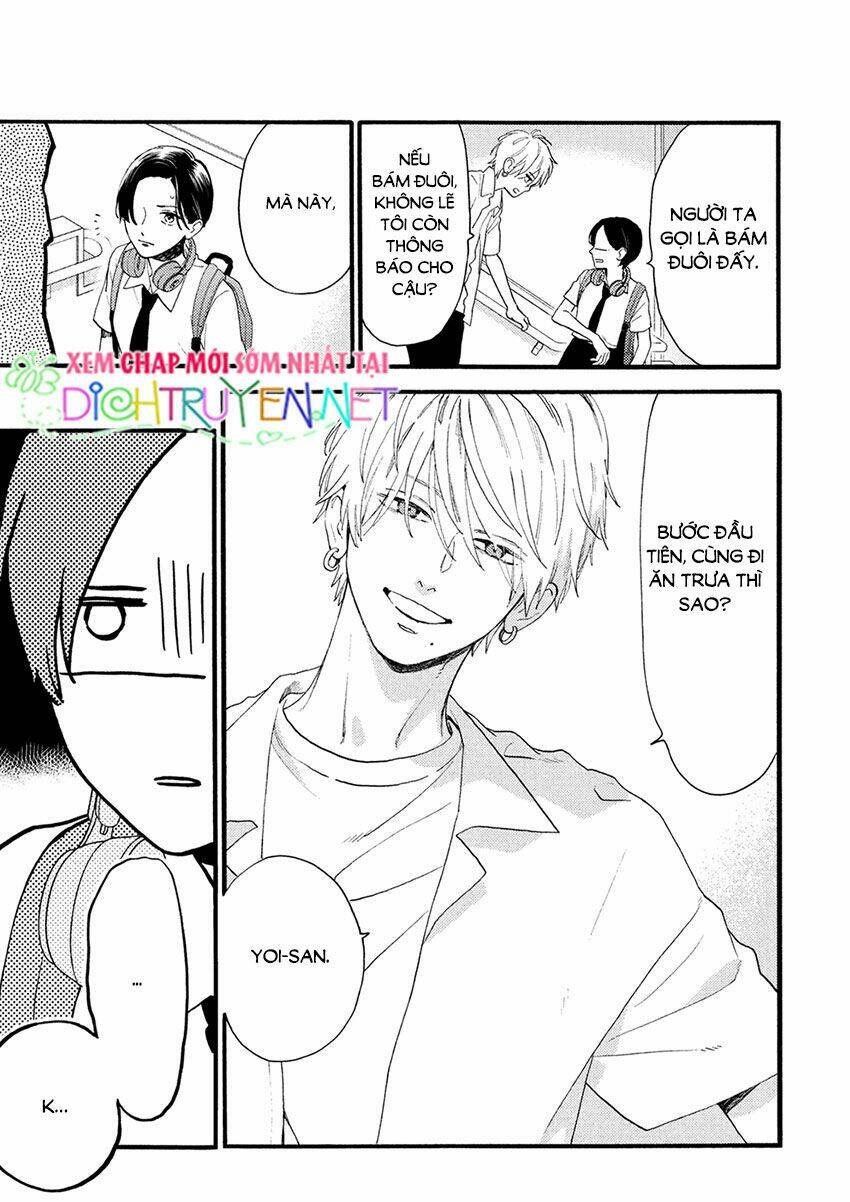 NGƯỜI TA
GỌI LÀ BÁM
ĐUÔI ĐẤY.
NẾU
BÁM ĐUÔI,
KHÔNG LẼ
TÔI CÒN
THÔNG
BÁO CHO
CẬU?
MÀ NÀY,
XEM CHAP MỚI SỚM NHẤT TẠI
DICHTRUYEN.NET
BƯỚC ĐẦU
TIÊN, CÙNG ĐI
ĂN TRƯA THÌ
SAO?
YOI-SAN.
...
K...